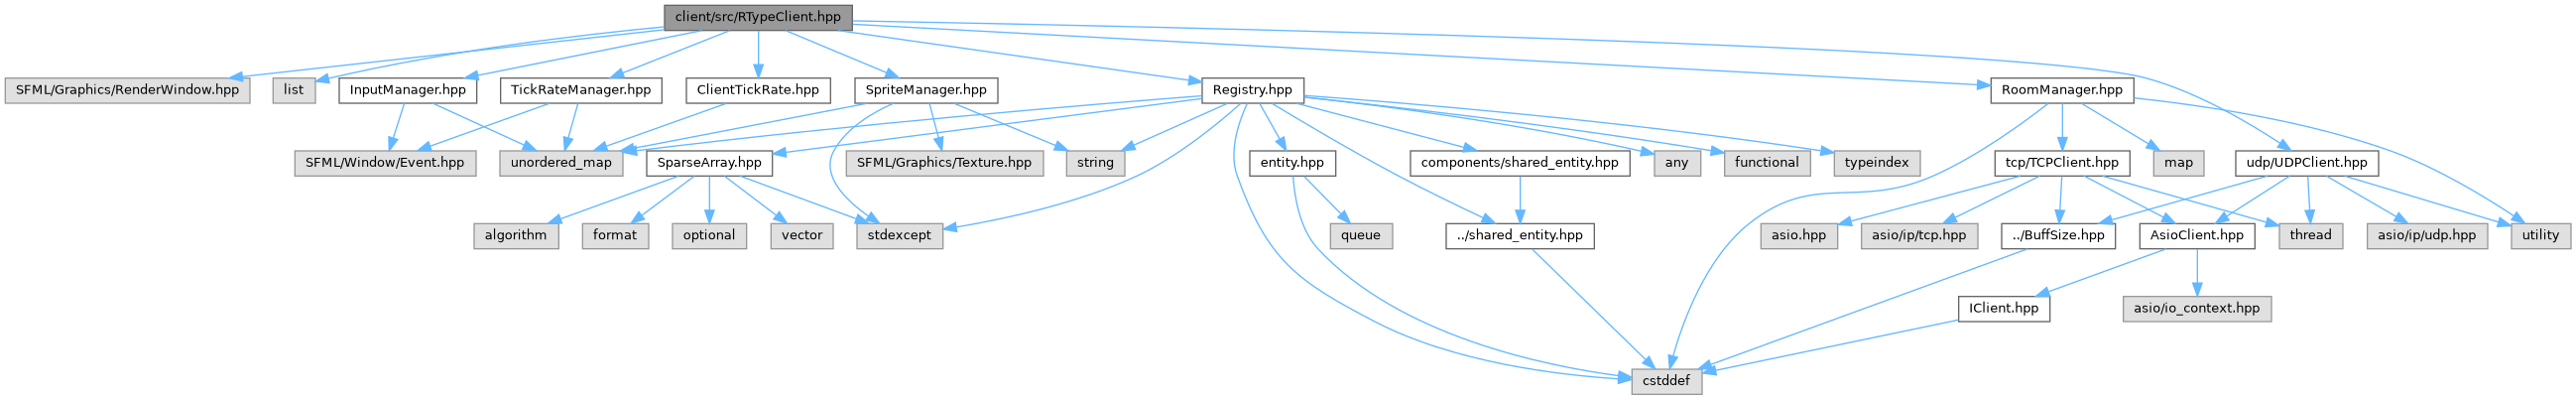 client/src/RTypeClient.hpp
SFML/Graphics/RenderWindow.hpp
list
InputManager.hpp
TickRateManager.hpp
ClientTickRate.hpp
SpriteManager.hpp
Registry.hpp
RoomManager.hpp
SFML/Window/Event.hpp
unordered_map
SparseArray.hpp
SFML/Graphics/Texture.hpp
string
entity.hpp
components/shared_entity.hpp
any
functional
typeindex
tcp/TCPClient.hpp
map
udp/UDPClient.hpp
algorithm
format
optional
vector
stdexcept
queue
../shared_entity.hpp
asio.hpp
asio/ip/tcp.hpp
../BuffSize.hpp
AsioClient.hpp
thread
asio/ip/udp.hpp
utility
IClient.hpp
asio/io_context.hpp
cstddef